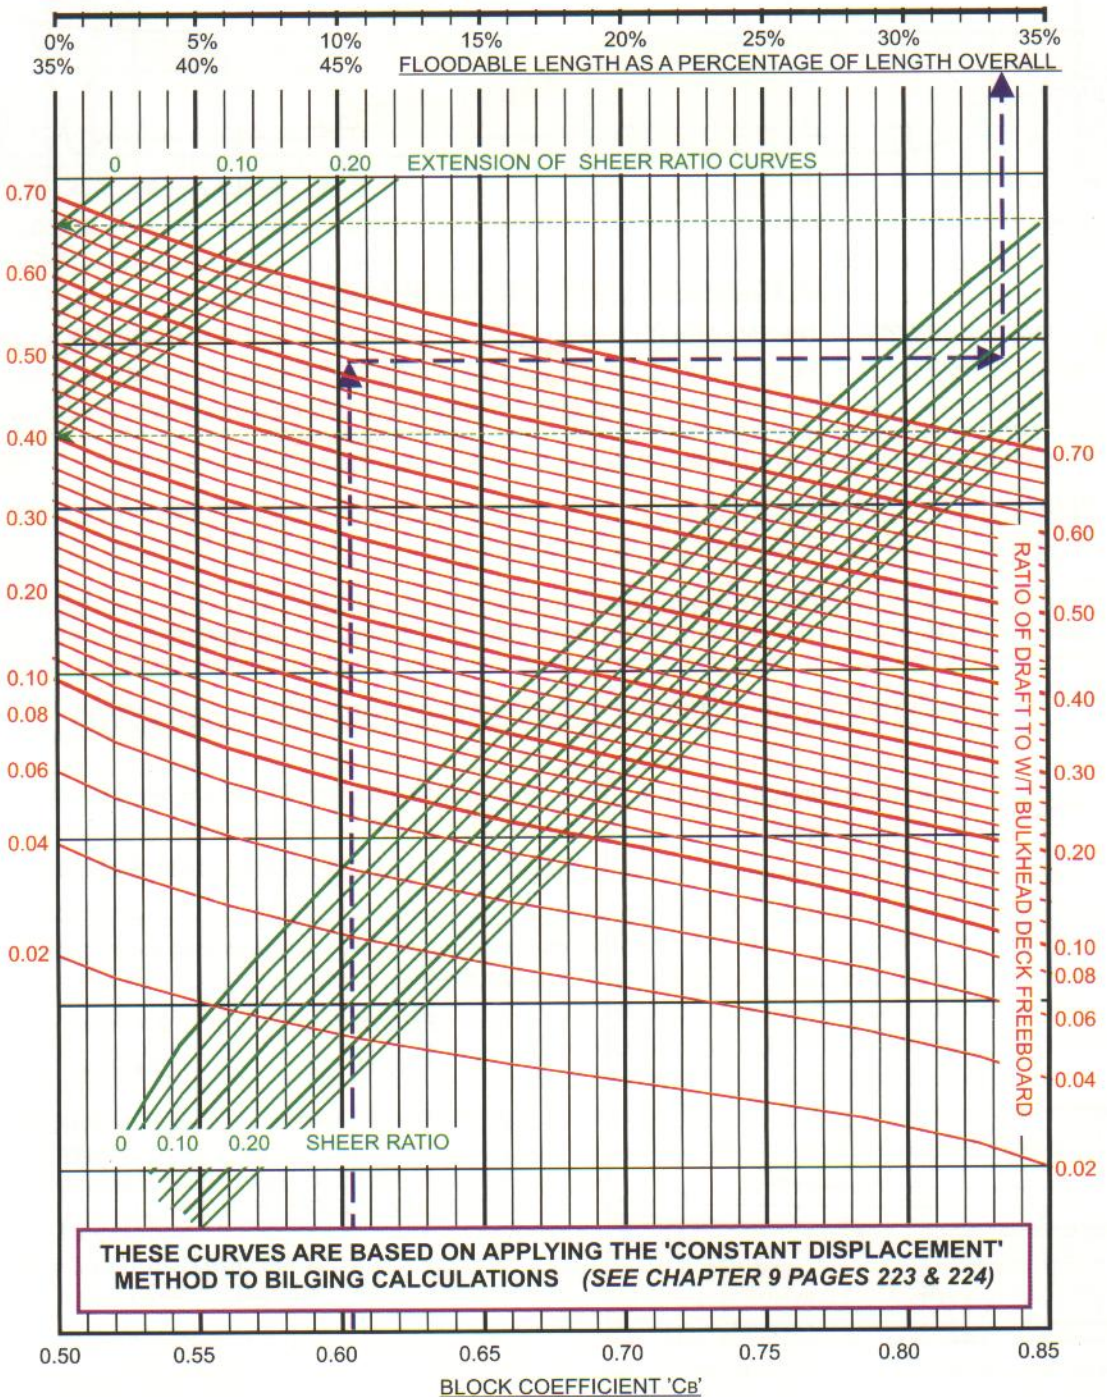 0% 5% 10% 15% 20% 25% 30% 35%
35% 40% 45% FLOODABLE LENGTH AS A PERCENTAGE OF LENGTH OVERALL
0 0.10 0.20 EXTENSION OF SHEER RATIO CURVES
0.70
0.60
0.50
0.40
0.30
0.20
0.10
0.08
0.06
0.04
0.02
0.70
0.60
0.50
0.40
0.30
0.20
0.10
0.08
0.06
0.04
0.02
RATIO OF DRAFT TO W/T BULKHEAD DECK FREEBOARD
0 0.10 0.20 SHEER RATIO
THESE CURVES ARE BASED ON APPLYING THE 'CONSTANT DISPLACEMENT'
METHOD TO BILGING CALCULATIONS (SEE CHAPTER 9 PAGES 223 & 224)
0.50 0.55 0.60 0.65 0.70 0.75 0.80 0.85
BLOCK COEFFICIENT 'CB'